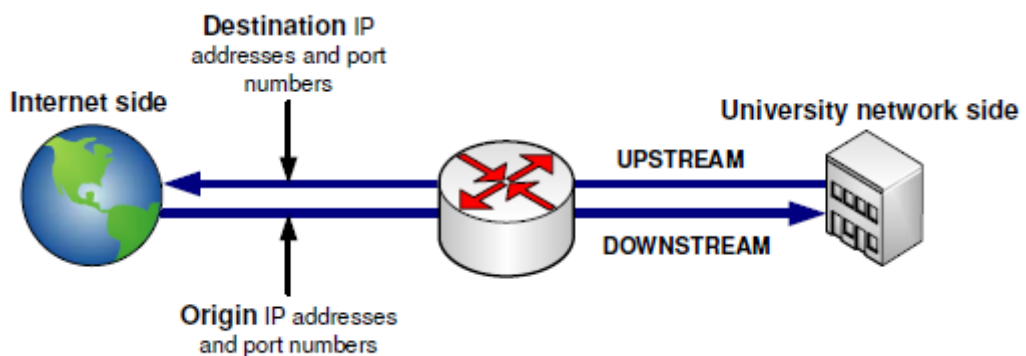 Destination IP
addresses and port
numbers
Internet side
University network side
UPSTREAM
DOWNSTREAM
Origin IP addresses
and port numbers